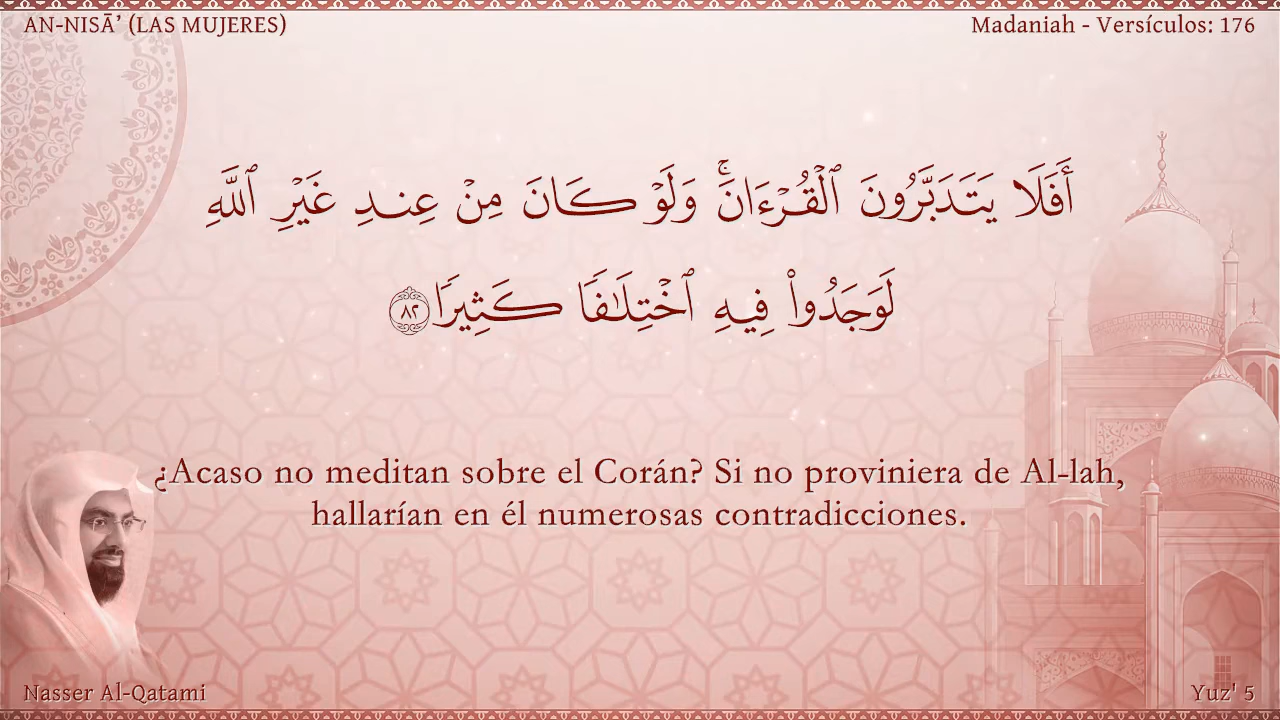 AN-NISĀ’ (LAS MUJERES)
Madaniah - Versículos: 176
أَفَلَا يَتَدَبَّرُونَ ٱلْقُرْءَانَۚ وَلَوْ كَانَ مِنْ عِندِ غَيْرِ ٱللَّهِ
لَوَجَدُوا۟ فِيهِ ٱخْتِلَـٰفًا كَثِيرًا ٨٢
¿Acaso no meditan sobre el Corán? Si no proviniera de Al-lah,
hallarían en él numerosas contradicciones.
Nasser Al-Qatami
Yuz' 5